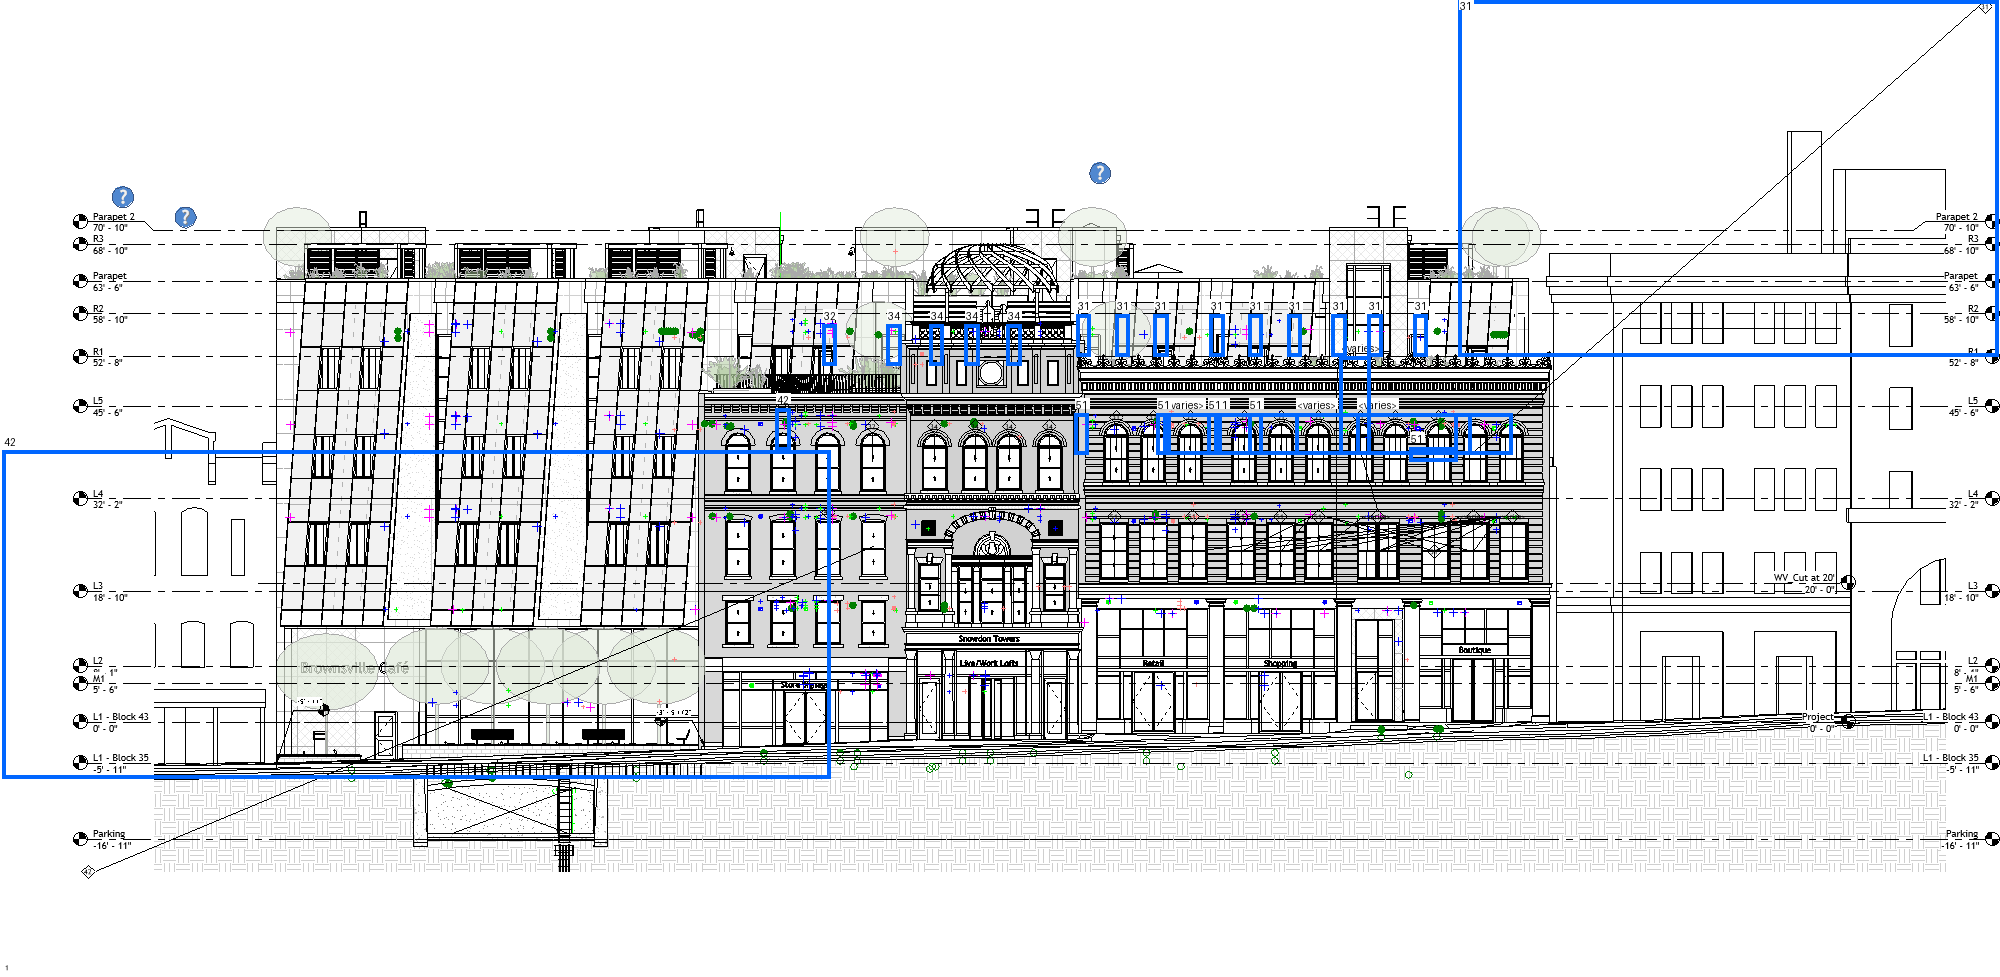 31
Parapet 2
70' - 10"
R3
68' - 10"
Parapet
63' - 6"
R2
58' - 10"
R1
52' - 8"
L5
45' - 6"
42
L4
32' - 2"
L3
18' - 10"
L2
M1
5' - 6"
L1 - Block 43
0' - 0"
L1 - Block 35
-5' - 11"
Parking
-16' - 11"
32
34
34
34
34
31
31
31
31
31
31
31
31
31
<varies>
42
51
51
varies>
511
51
<varies>
<varies>
51
Brownsville Café
Snowdon Towers
Live/Work Lofts
Retail
Shopping
Boutique
WV_Cut at 20'
20' - 0"
Project
0' - 0"
Parapet 2
70' - 10"
R3
68' - 10"
Parapet
63' - 6"
R2
58' - 10"
R1
52' - 8"
L5
45' - 6"
L4
32' - 2"
L3
18' - 10"
L2
M1
5' - 6"
L1 - Block 43
0' - 0"
L1 - Block 35
-5' - 11"
Parking
-16' - 11"
1